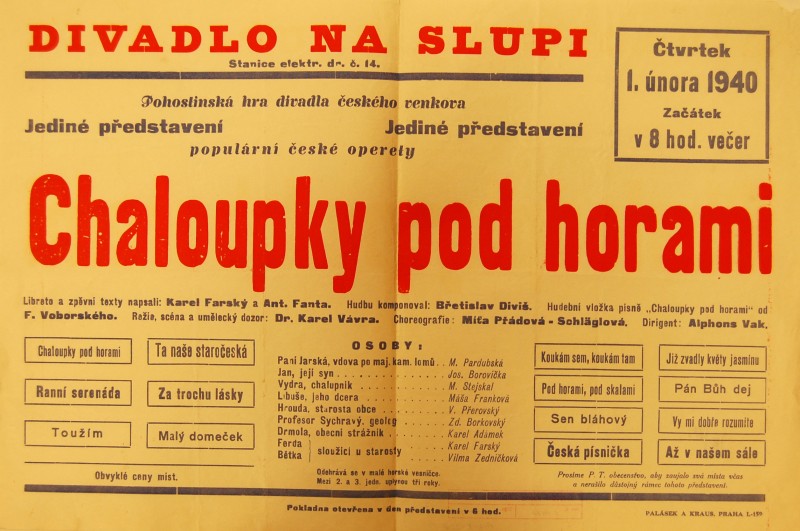 DIVADLO NA SLUPI
Stanice elektr. dr. č. 14.
Čtvrtek
1. února 1940
Začátek
v 8 hod. večer
Pohostinská hra divadla českého venkova
Jediné představení Jediné představení
populární české operety
Chaloupky pod horami
Libreto a zpěvní texty napsali: Karel Farský a Ant. Fanta. Hudbu komponoval: Břetislav Diviš. Hudební vložka písně „Chaloupky pod horami" od
F. Voborského. Režie, scéna a umělecký dozor: Dr. Karel Vávra. Choreografie: Míťa Přádová-Schläglová. Dirigent: Alphons Vak.
Chaloupky pod horami
Ta naše staročeská
Ranní serenáda
Za trochu lásky
Toužím
Malý domeček
Obvyklé ceny míst.
OSOBY:
Paní Jarská, vdova po maj. kam. lomů . . M. Pardubská
Jan, její syn . . . Jos. Borovička
Vydra, chalupník . . . M. Stejskal
Libuše, jeho dcera . . . Máša Franková
Hrouda, starosta obce . . . V. Přerovský
Profesor Sychravý, geolog . . . Zd. Borkovský
Drmola, obecní strážník . . . Karel Adámek
Ferda } sloužící u starosty . . . Karel Farský
Bětka } Vilma Zedničková
Odehrává se v malé horské vesničce.
Mezi 2. a 3. jedn. uplynou tři roky.
Koukám sem, koukám tam
Již zvadly květy jasmínu
Pod horami, pod skalami
Pán Bůh dej
Sen bláhový
Vy mi dobře rozumíte
Česká písnička
Až v našem sále
Prosíme P. T. obecenstvo, aby zaujalo svá místa včas
a nerušilo důstojný rámec tohoto představení.
Pokladna otevřena v den představení v 6 hod.
PALÁSEK A KRAUS, PRAHA L-159